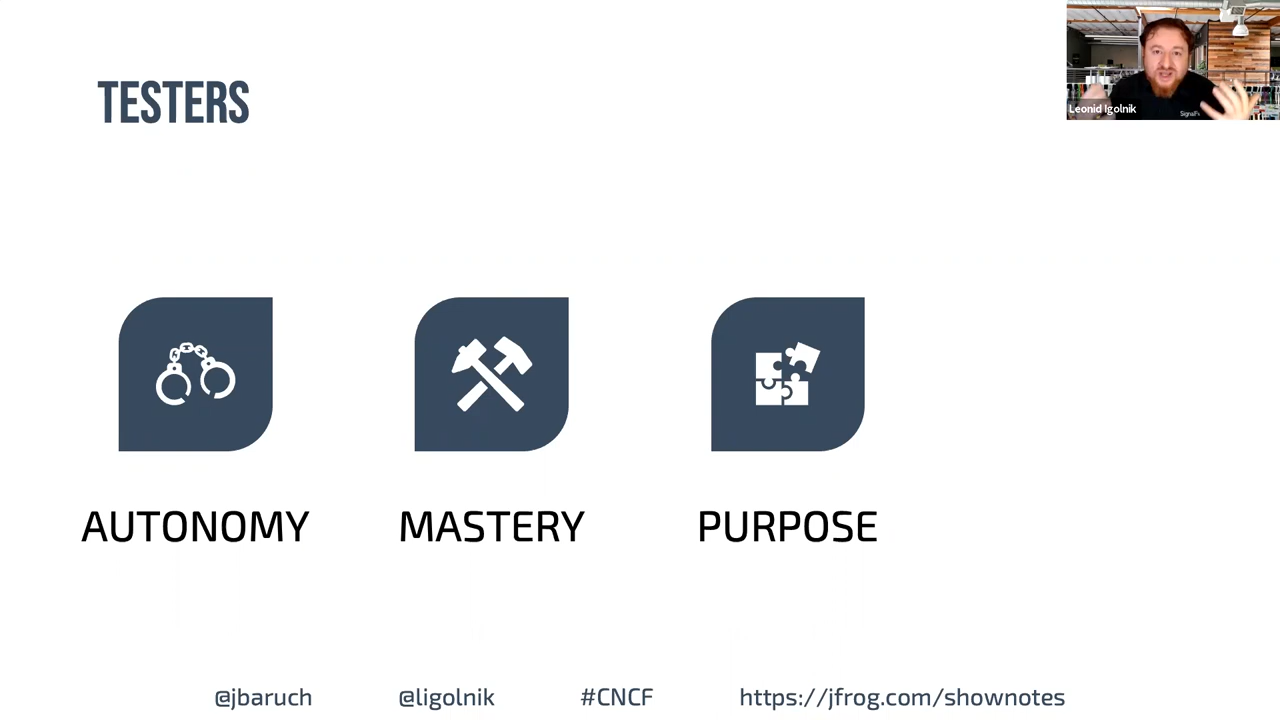 TESTERS
Leonid Igolnik
AUTONOMY
MASTERY
PURPOSE
@jbaruch
@ligolnik
#CNCF
https://jfrog.com/shownotes